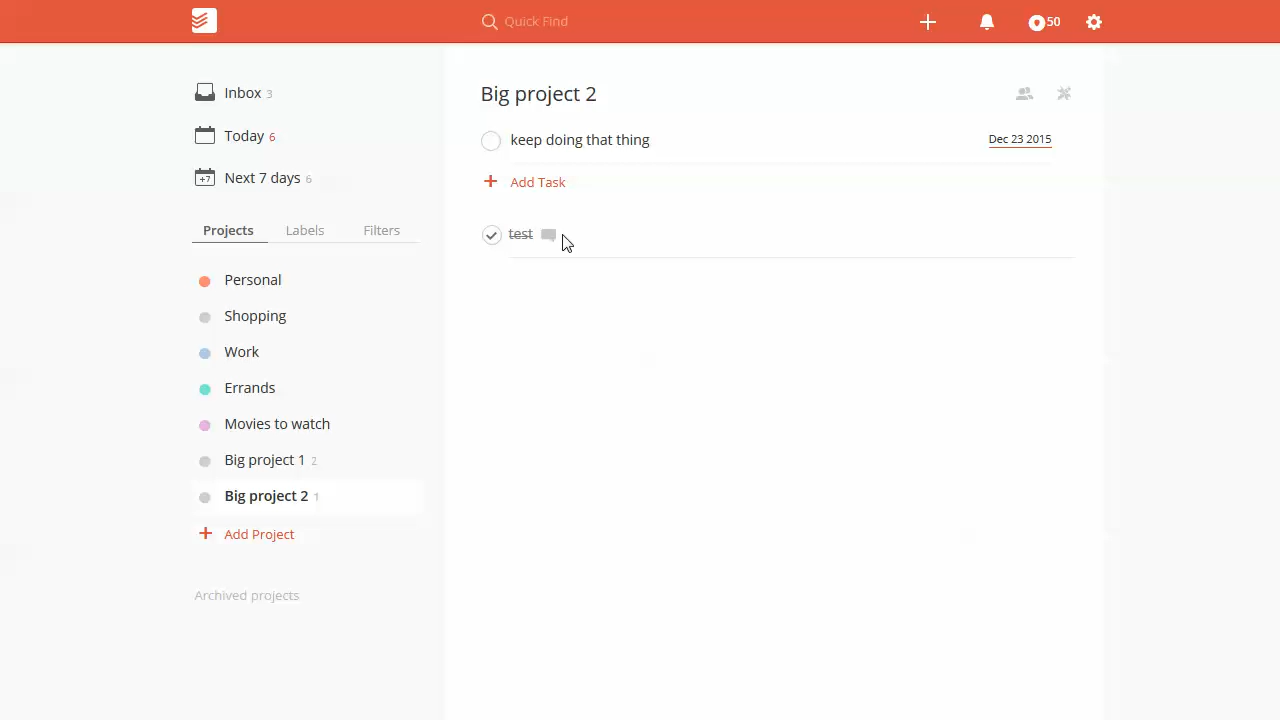 Quick Find
50
Inbox 3
Today 6
+7 Next 7 days 6
Projects Labels Filters
Personal
Shopping
Work
Errands
Movies to watch
Big project 1 2
Big project 2 1
+ Add Project
Archived projects
Big project 2
keep doing that thing Dec 23 2015
+ Add Task
test